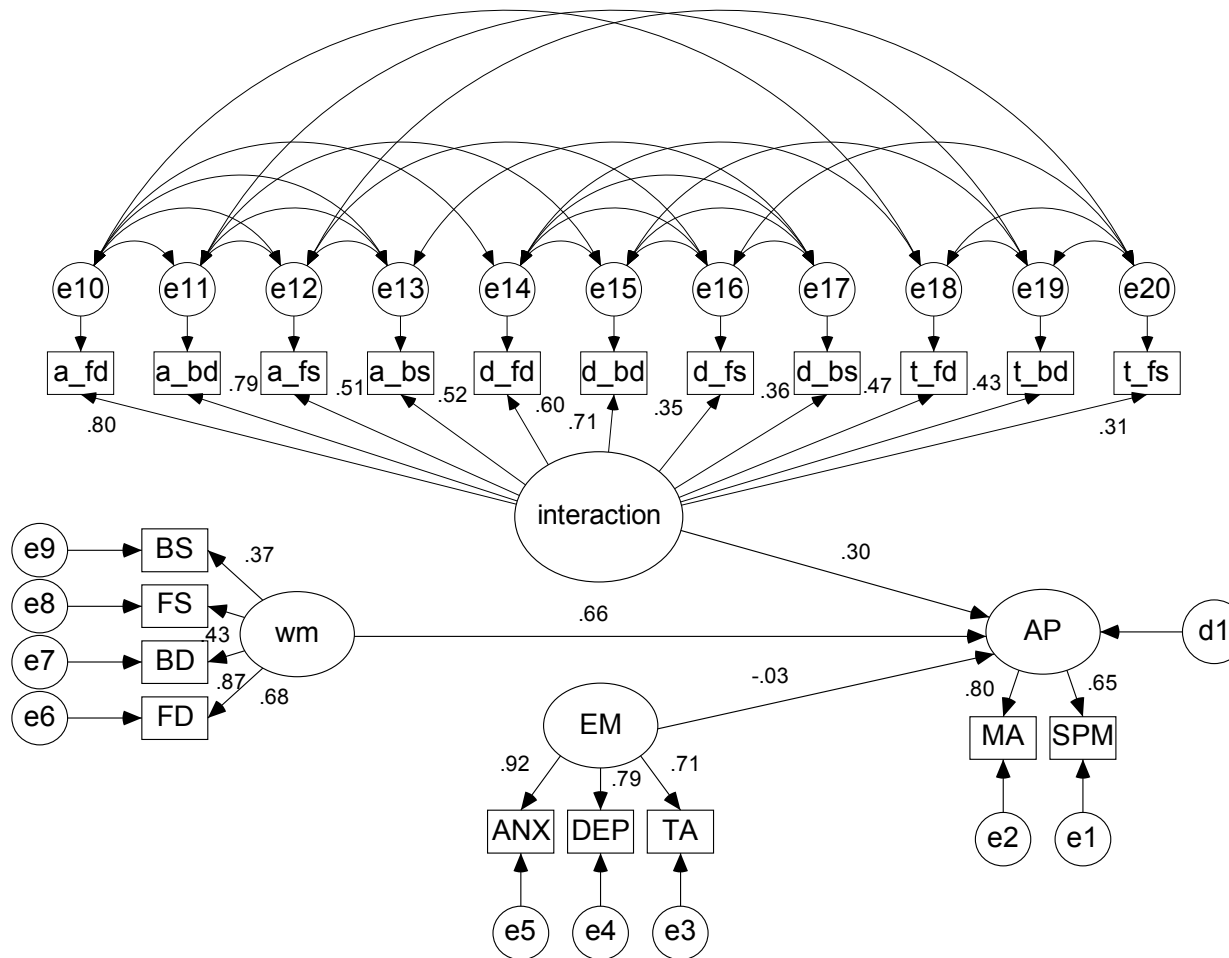 e10 e11 e12 e13 e14 e15 e16 e17 e18 e19 e20
a_fd a_bd a_fs a_bs d_fd d_bd d_fs d_bs t_fd t_bd t_fs
.80 .79 .51 .52 .60 .71 .35 .36 .47 .43 .31
interaction
.30
e9 BS .37
e8 FS .43
wm
.66
AP
d1
e7 BD .87
e6 FD .68
-.03
EM
.80 .65
MA SPM
.92 .79 .71
ANX DEP TA
e2 e1
e5 e4 e3